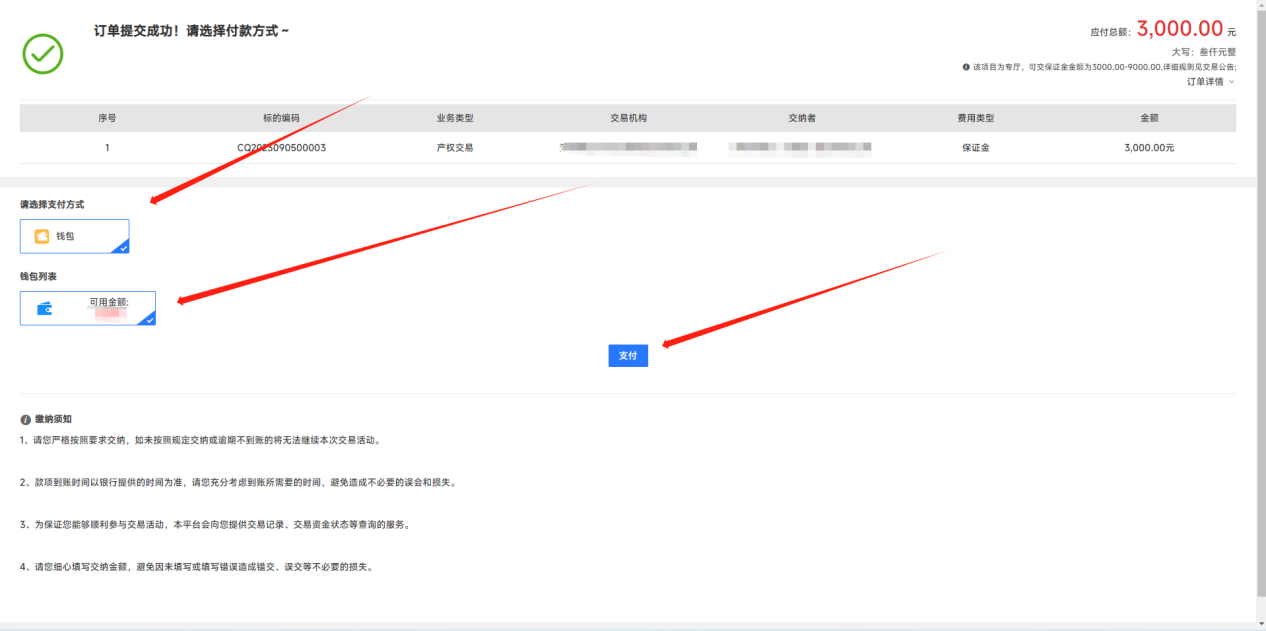 订单提交成功！请选择付款方式 ~
应付总额: 3,000.00 元
大写: 叁仟元整
该项目为专厅，可交保证金金额为3000.00-9000.00,详细规则见交易公告;
订单详情
序号 标的编码 业务类型 交易机构 交纳者 费用类型 金额
1 CQ2025090500003 产权交易 保证金 3,000.00元
请选择支付方式
钱包
钱包列表
可用金额:
支付
缴纳须知
1、请您严格按照要求交纳，如未按照规定交纳或逾期不到账的将无法继续本次交易活动。
2、款项到账时间以银行提供的时间为准，请您充分考虑到账所需要的时间，避免造成不必要的误会和损失。
3、为保证您能够顺利参与交易活动，本平台会向您提供交易记录、交易资金状态等查询的服务。
4、请您细心填写交纳金额，避免因未填写或填写错误造成错交、误交等不必要的损失。